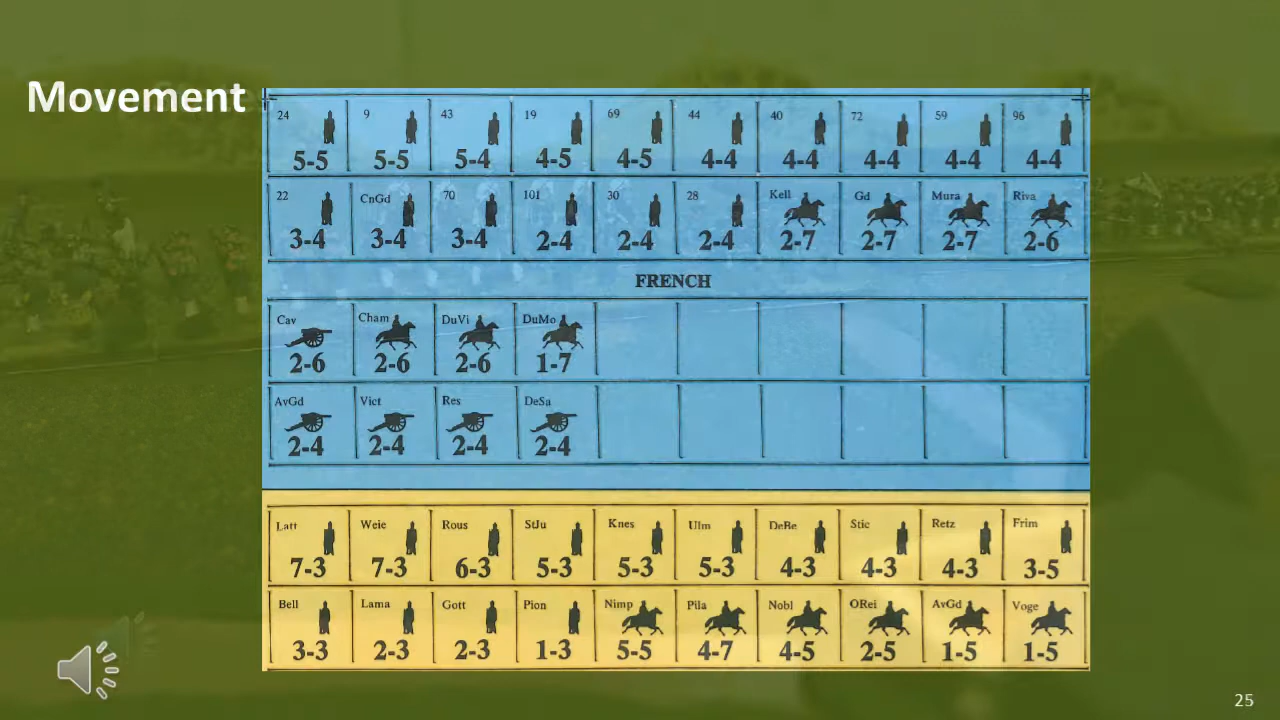 Movement
24 9 43 19 69 44 40 72 59 96
5-5 5-5 5-4 4-5 4-5 4-4 4-4 4-4 4-4 4-4
22 CnGd 70 101 30 28 Kell Gd Mura Riva
3-4 3-4 3-4 2-4 2-4 2-4 2-7 2-7 2-7 2-6
FRENCH
Cav Cham DuVi DuMo
2-6 2-6 2-6 1-7
AvGd Vict Res DeSa
2-4 2-4 2-4 2-4
Latt Weie Rous StJu Knes Ulm DeBe Stic Retz Frim
7-3 7-3 6-3 5-3 5-3 5-3 4-3 4-3 4-3 3-5
Bell Lama Gott Pion Nimp Pila Nobl ORei AvGd Voge
3-3 2-3 2-3 1-3 5-5 4-7 4-5 2-5 1-5 1-5
25